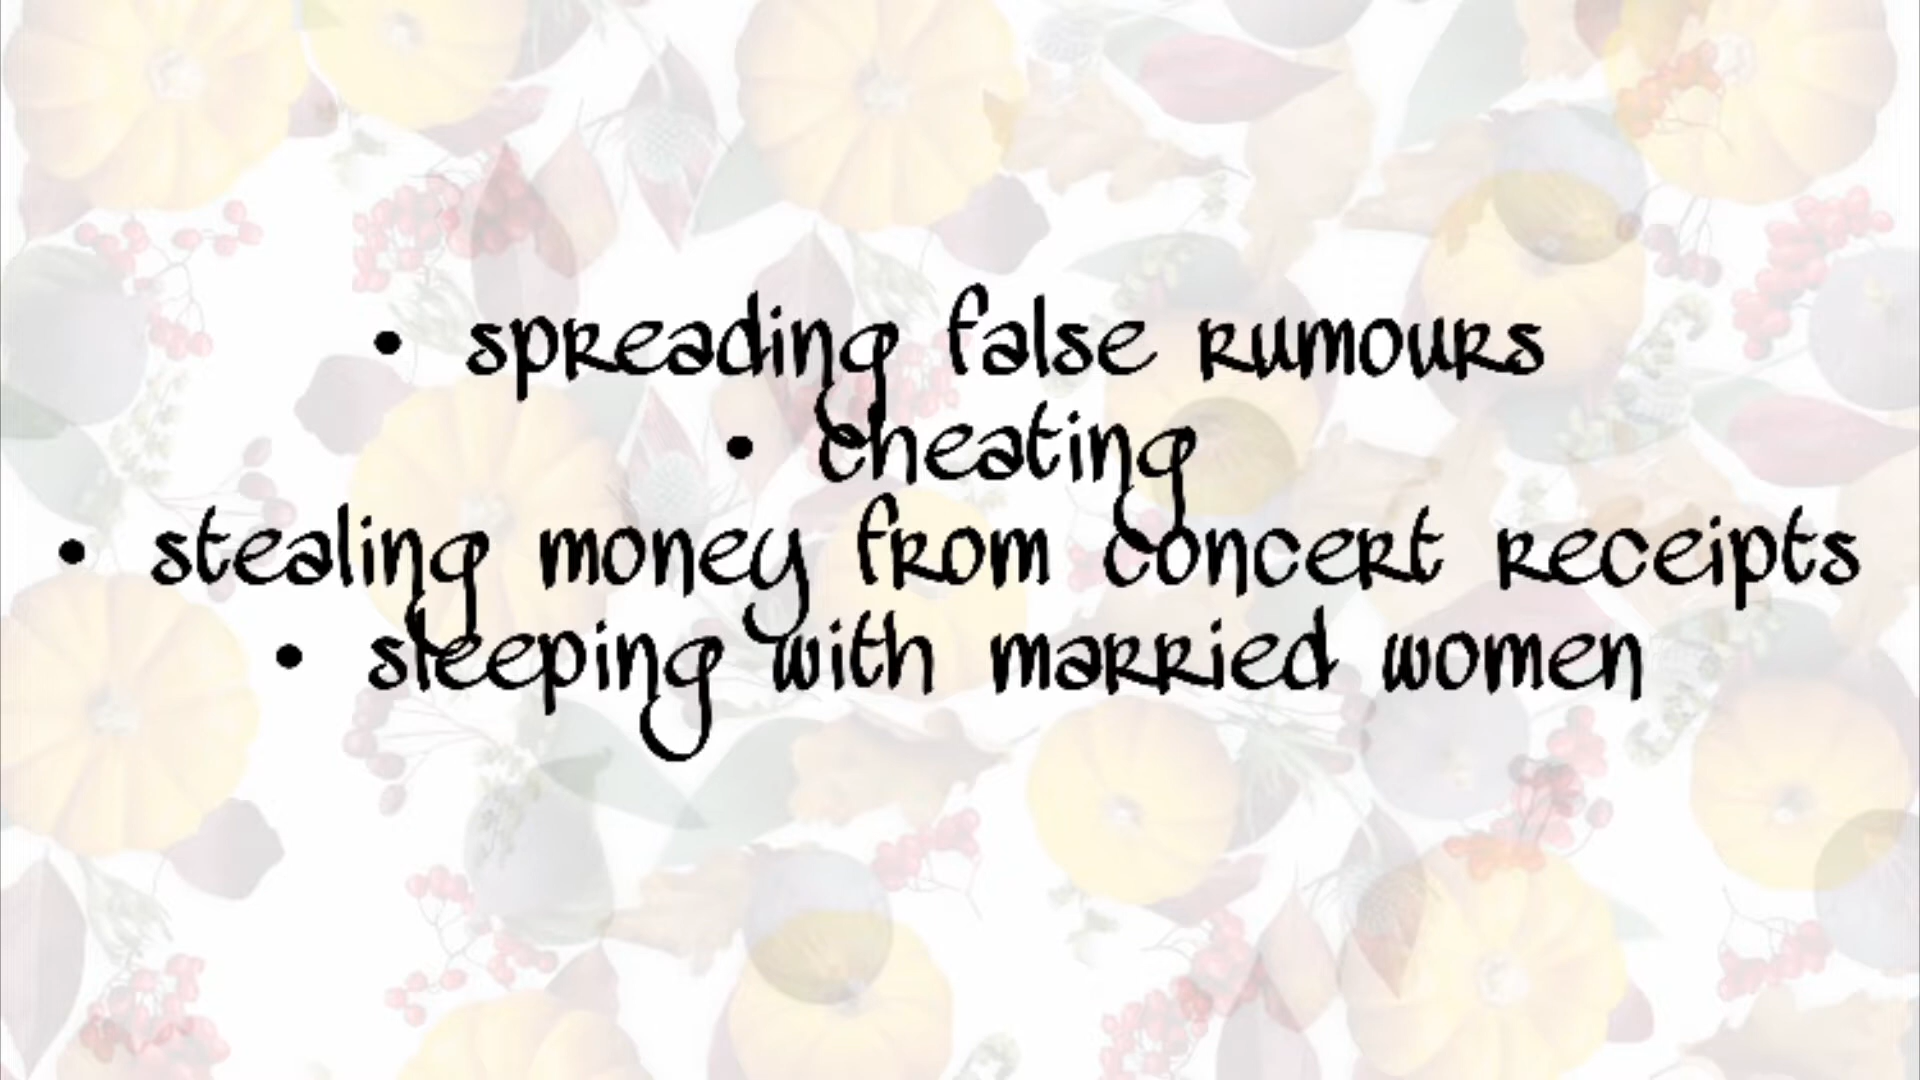 • spreading false rumours
• cheating
• stealing money from concert receipts
• sleeping with married women